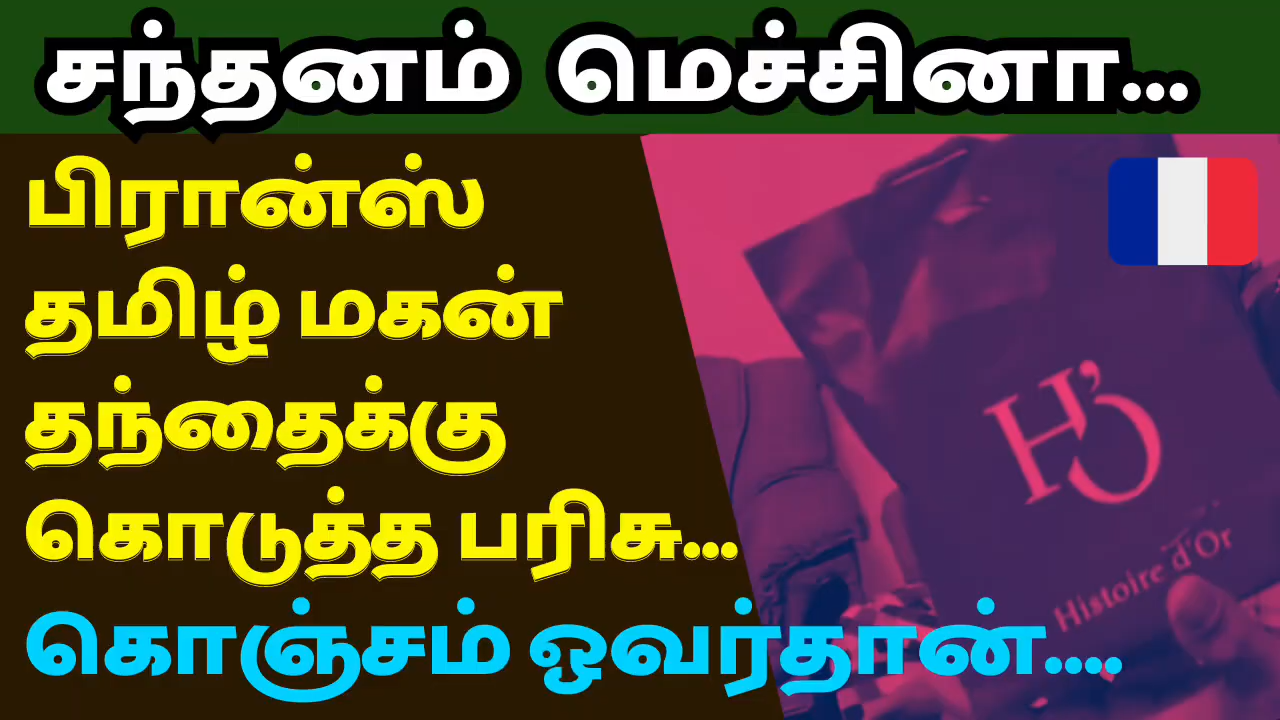 சந்தனம் மெச்சினா...
பிரான்ஸ்
தமிழ் மகன்
தந்தைக்கு
கொடுத்த பரிசு...
கொஞ்சம் ஒவர்தான்....
H'O
Histoire d'Or